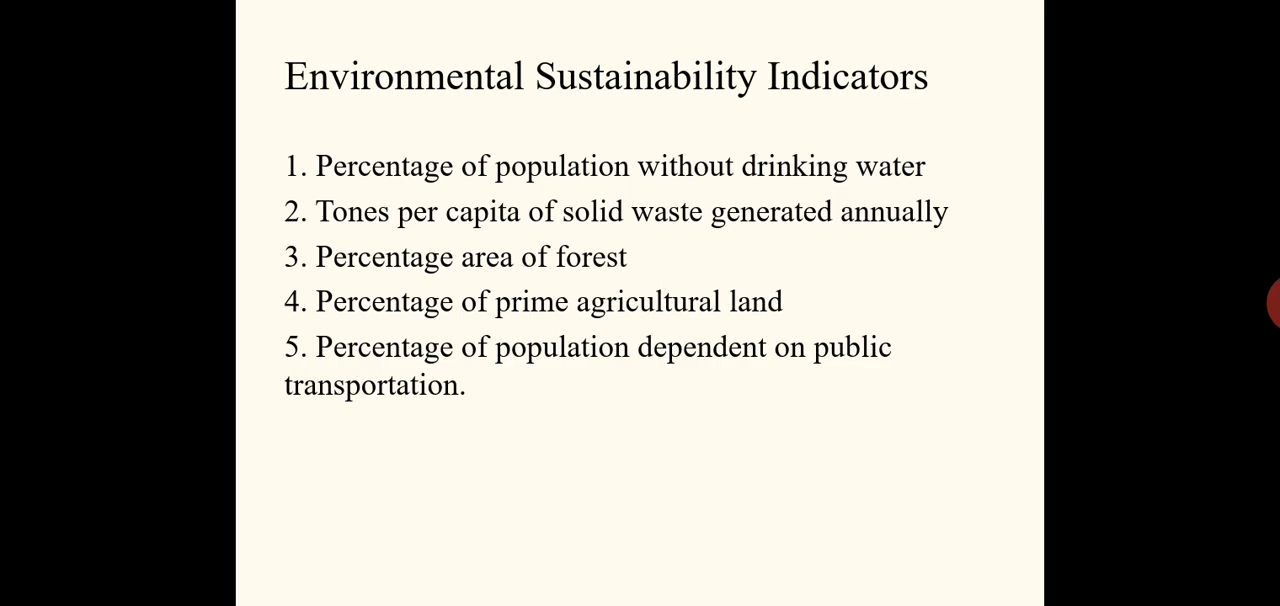 Environmental Sustainability Indicators
1. Percentage of population without drinking water
2. Tones per capita of solid waste generated annually
3. Percentage area of forest
4. Percentage of prime agricultural land
5. Percentage of population dependent on public
transportation.